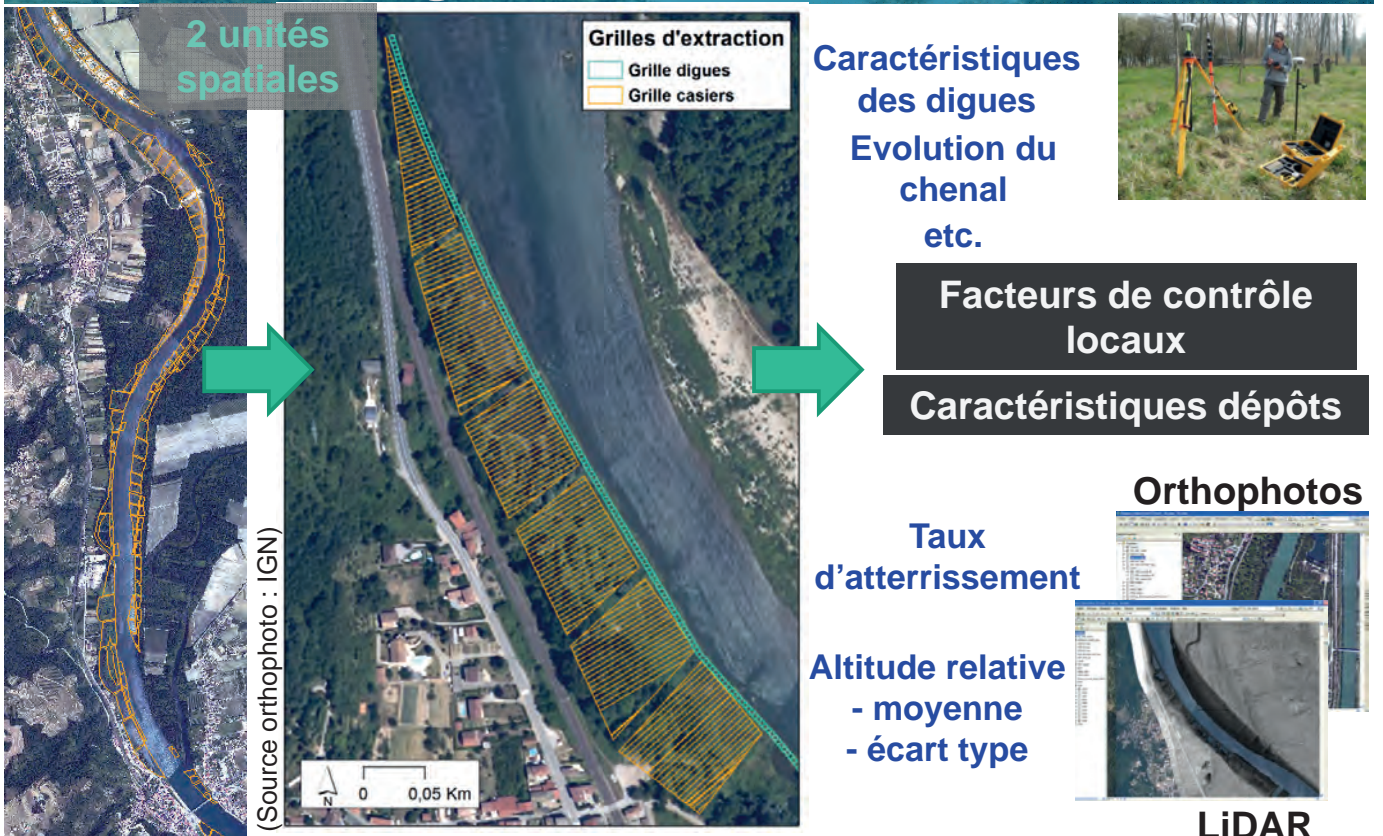 2 unités
spatiales
Grilles d'extraction
Grille digues
Grille casiers
N
0 0,05 Km
(Source orthophoto : IGN)
Caractéristiques
des digues
Evolution du
chenal
etc.
Facteurs de contrôle
locaux
Caractéristiques dépôts
Orthophotos
Taux
d’atterrissement
Altitude relative
- moyenne
- écart type
LiDAR